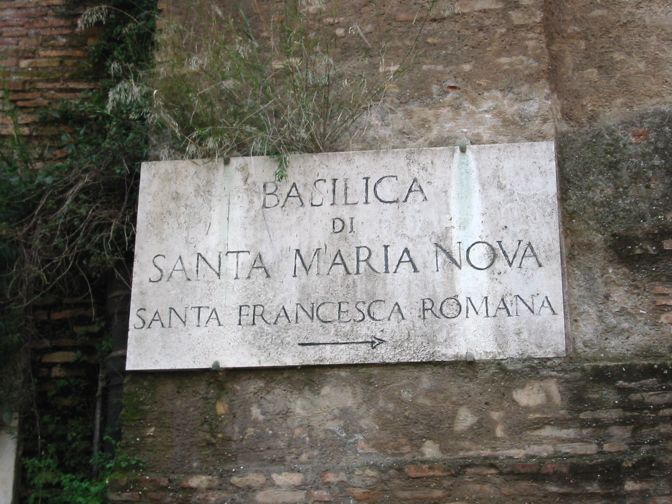 BASILICA
DI
SANTA MARIA NOVA
SANTA FRANCESCA ROMANA